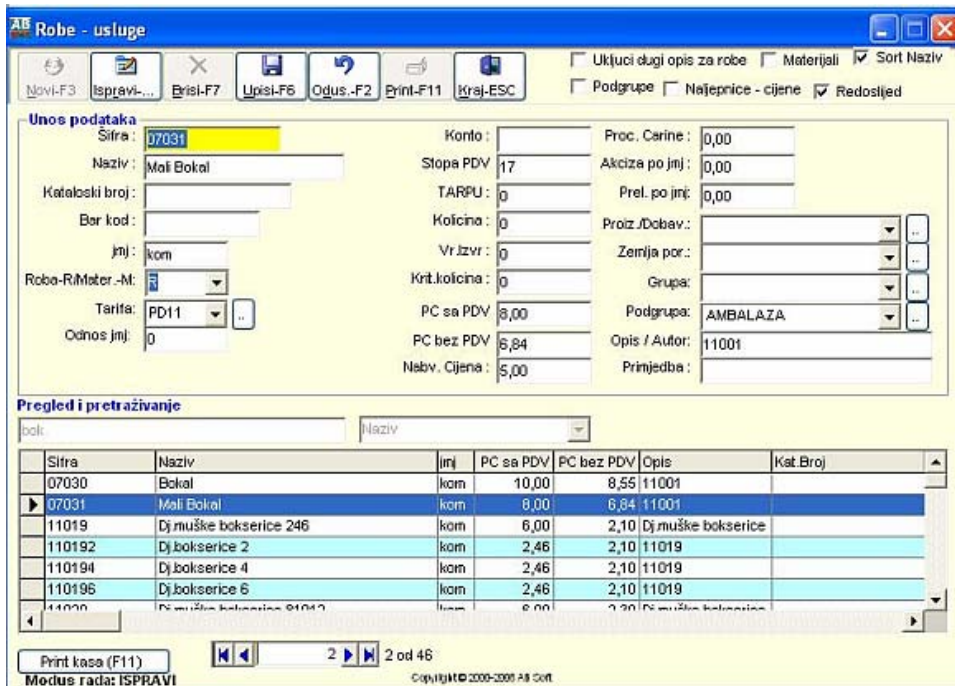 AB Robe - usluge
Novi-F3 Ispravi-... Brisi-F7 Upisi-F6 Odus.-F2 Print-F11 Kraj-ESC
Ukljuci dugi opis za robe Materijali Sort Naziv
Podgrupe Naljepnice - cijene Redoslijed
Unos podataka
Šifra : 07031 Konto : Proc. Carine : 0,00
Naziv : Mali Bokal Stopa PDV 17 Akciza po jmj : 0,00
Kataloski broj : TARPU : 0 Prel. po jmj: 0,00
Bar kod : Kolicina : 0 Proiz./Dobav.: ..
jmj : kom Vr.Izvr : 0 Zemlja por.: ..
Roba-R/Mater.-M: R Krit.kolicina : 0 Grupa: ..
Tarifa: PD11 .. PC sa PDV 8,00 Podgrupa: AMBALAZA ..
Odnos jmj: 0 PC bez PDV 6,84 Opis / Autor: 11001
Nabv. Cijena : 5,00 Primjedba :
Pregled i pretraživanje
bok Naziv
Sifra Naziv jmj PC sa PDV PC bez PDV Opis Kat.Broj
07030 Bokal kom 10,00 8,55 11001
07031 Mali Bokal kom 8,00 6,84 11001
11019 Dj.muške bokserice 246 kom 6,00 2,10 Dj.muške bokserice
110192 Dj.bokserice 2 kom 2,46 2,10 11019
110194 Dj.bokserice 4 kom 2,46 2,10 11019
110196 Dj.bokserice 6 kom 2,46 2,10 11019
Print kasa (F11) 2 2 od 46
Modus rada: ISPRAVI Copyright © 2000-2006 AB Soft